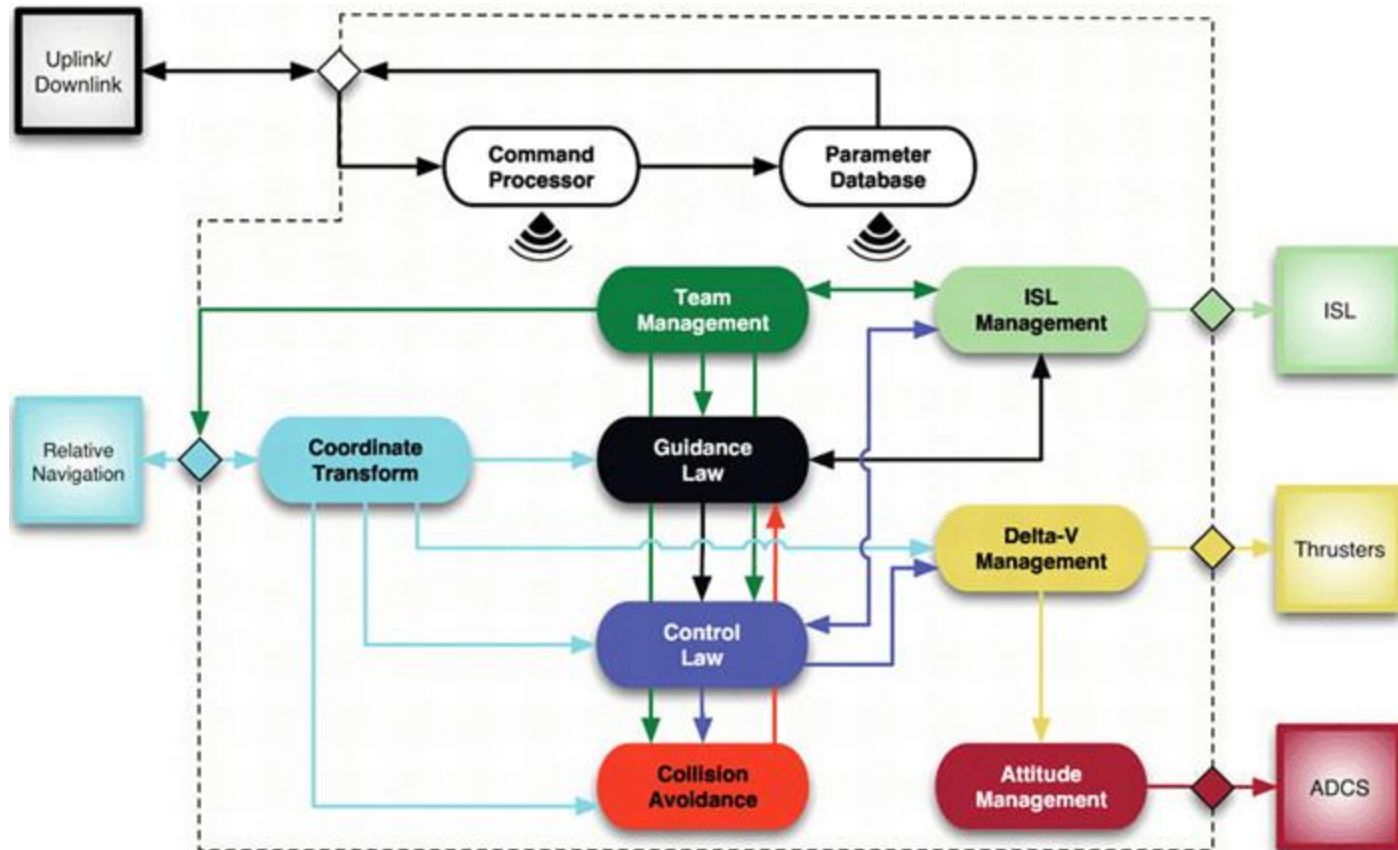 Uplink/
Downlink
Command
Processor
Parameter
Database
Team
Management
ISL
Management
ISL
Relative
Navigation
Coordinate
Transform
Guidance
Law
Delta-V
Management
Thrusters
Control
Law
Collision
Avoidance
Attitude
Management
ADCS